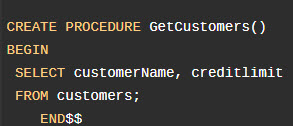 CREATE PROCEDURE GetCustomers()
BEGIN
SELECT customerName, creditlimit
FROM customers;
END$$